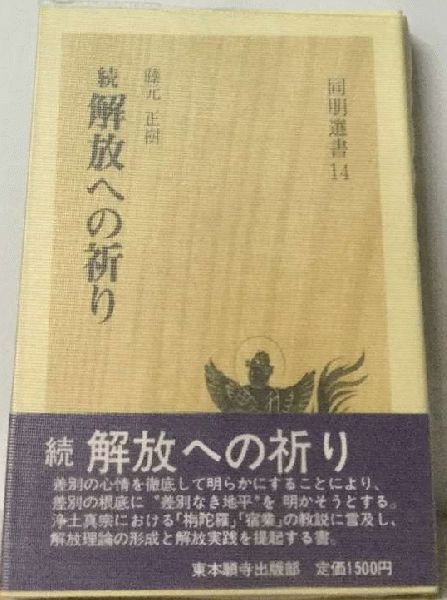 同明選書14
藤元 正樹
続 解放への祈り
続 解放への祈り
差別の心情を徹底して明らかにすることにより、
差別の根底に〝差別なき地平〟を 明かそうとする。
浄土真宗における「栴陀羅」「宿業」の教説に言及し、
解放理論の形成と解放実践を提起する書。
東本願寺出版部 定価1500円